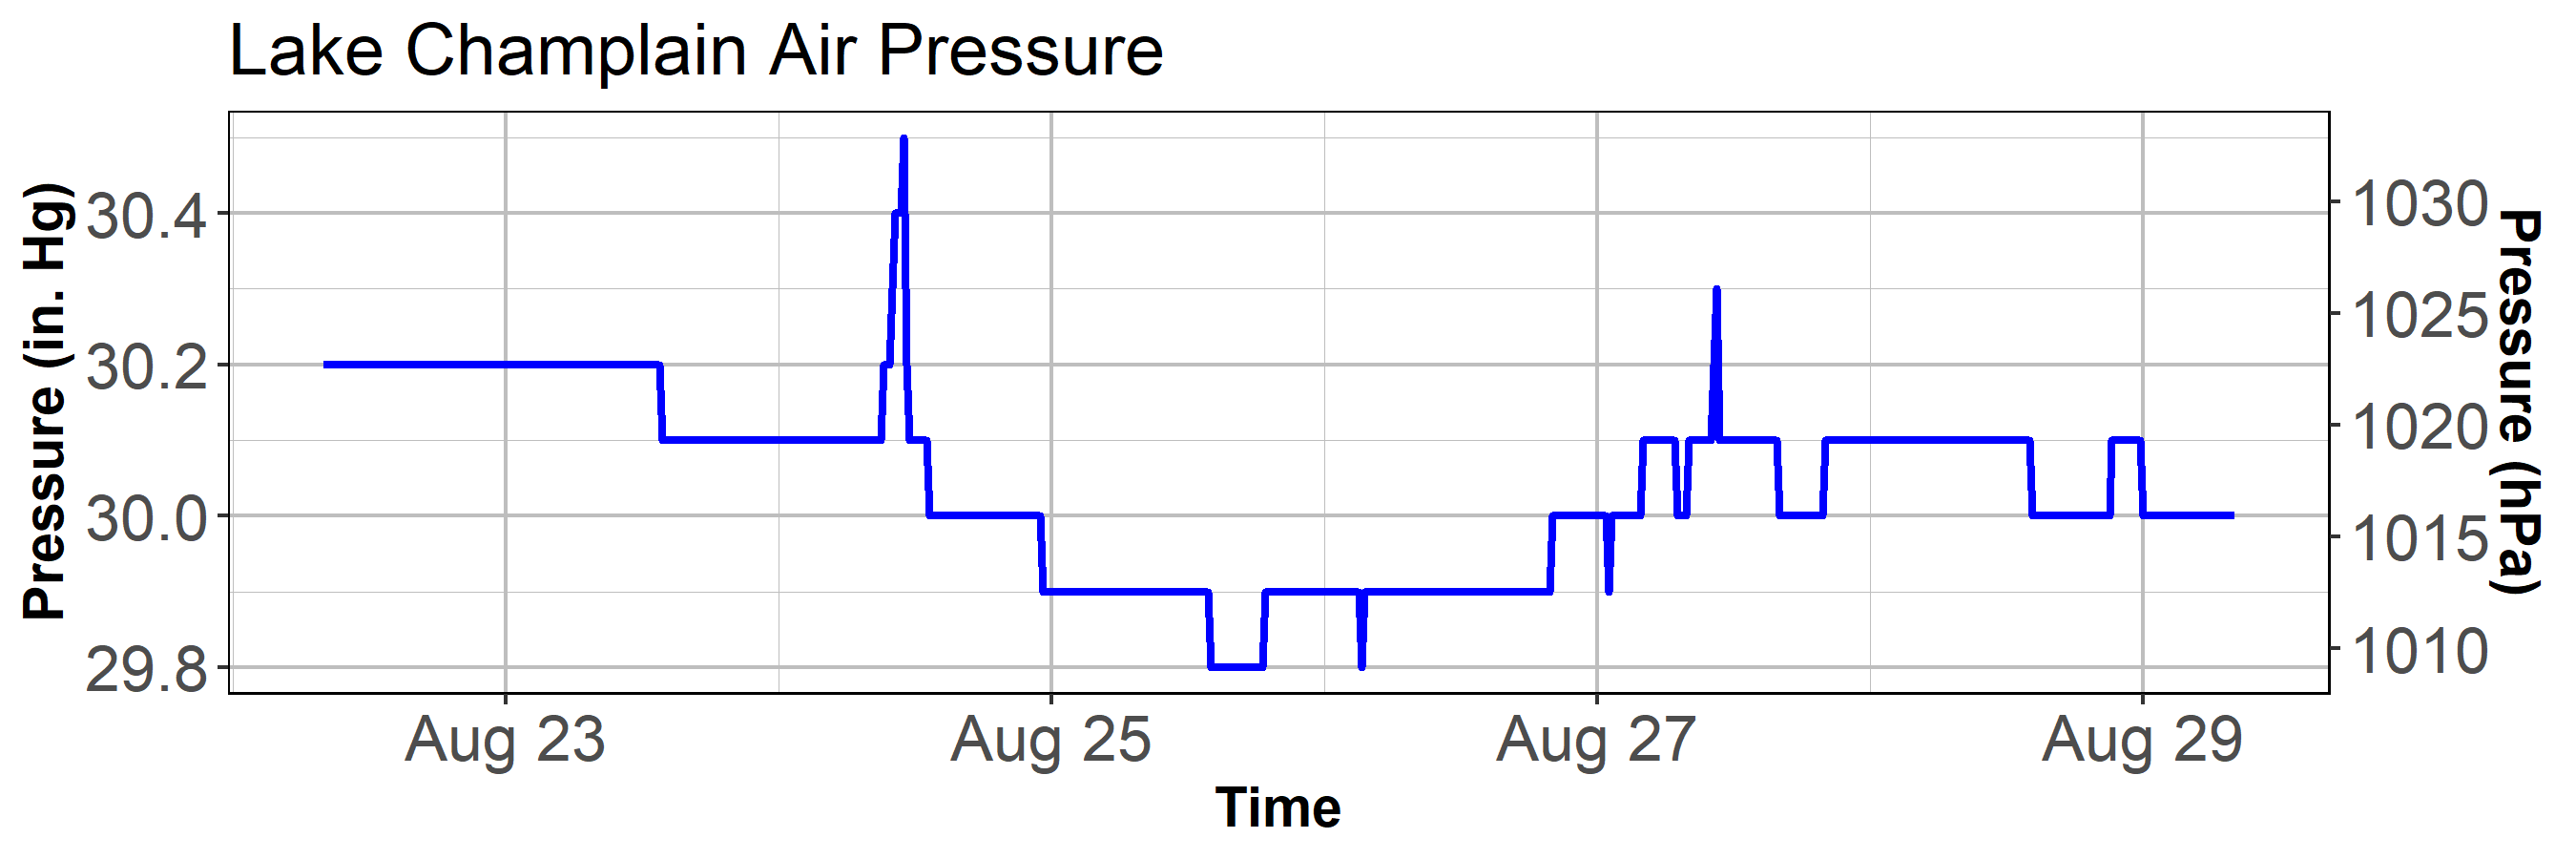 Lake Champlain Air Pressure
Pressure (in. Hg)
30.4
30.2
30.0
29.8
1030
1025
1020
1015
1010
Pressure (hPa)
Aug 23 Aug 25 Aug 27 Aug 29
Time